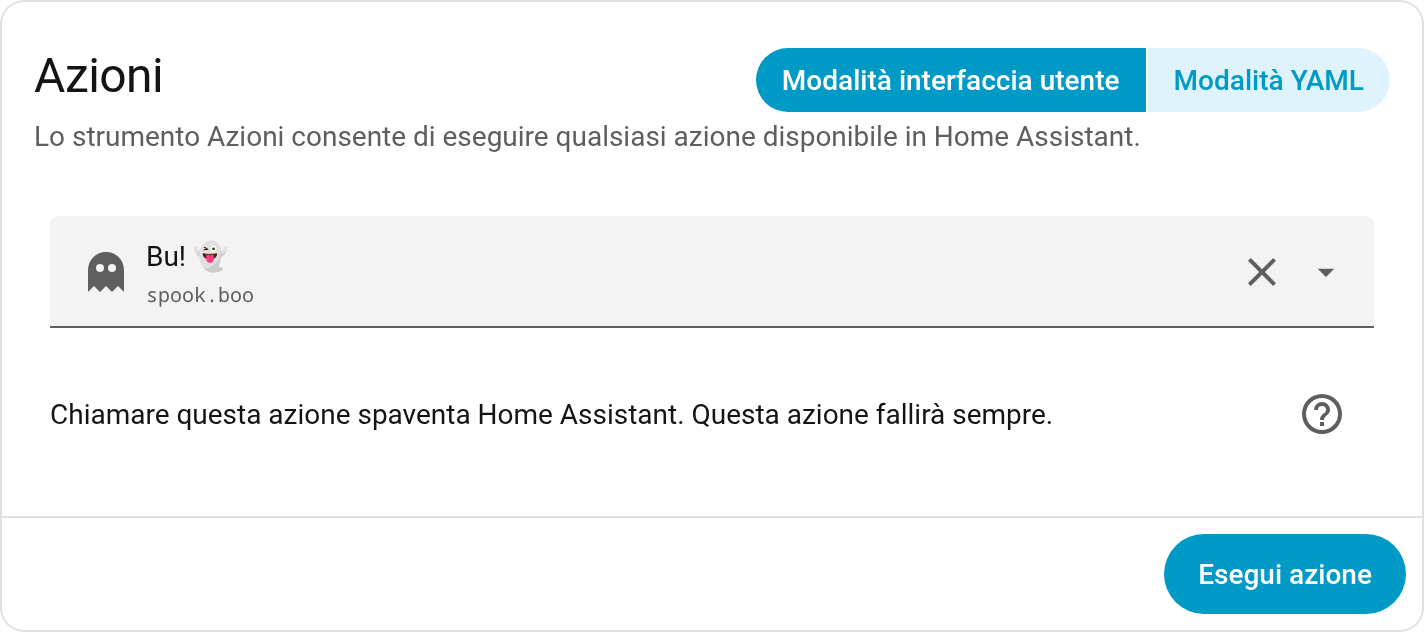 Azioni
Modalità interfaccia utente
Modalità YAML
Lo strumento Azioni consente di eseguire qualsiasi azione disponibile in Home Assistant.
Bu! 👻
spook.boo
Chiamare questa azione spaventa Home Assistant. Questa azione fallirà sempre.
Esegui azione